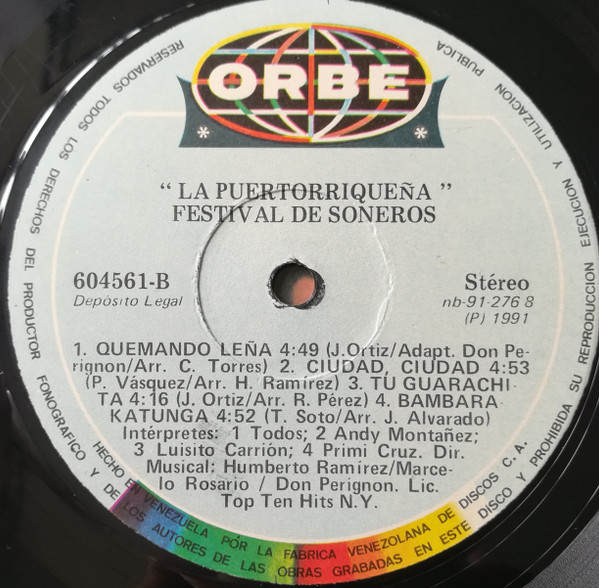 ORBE
* *
“ LA PUERTORRIQUEÑA ”
FESTIVAL DE SONEROS
604561-B
Depósito Legal
Stéreo
nb-91-276 8
(P) 1991
1. QUEMANDO LEÑA 4:49 (J.Ortiz/Adapt. Don Pe-
rignon/Arr. C. Torres) 2. CIUDAD, CIUDAD 4:53
(P. Vásquez/Arr. H. Ramírez) 3. TU GUARACHI-
TA 4:16 (J. Ortiz/Arr. R. Pérez) 4. BAMBARA-
KATUNGA 4:52 (T. Soto/Arr. J. Alvarado)
Intérpretes: 1 Todos; 2 Andy Montañez;
3 Luisito Carrión; 4 Primi Cruz. Dir.
Musical: Humberto Ramírez/Marce-
lo Rosario / Don Perignon. Lic.
Top Ten Hits N.Y.
HECHO EN VENEZUELA POR LA FABRICA VENEZOLANA DE DISCOS C.A.
RESERVADOS TODOS LOS DERECHOS DEL PRODUCTOR FONOGRAFICO Y DE LOS AUTORES DE LAS OBRAS GRABADAS EN ESTE DISCO Y PROHIBIDA SU REPRODUCCION EJECUCION Y UTILIZACION PUBLICA